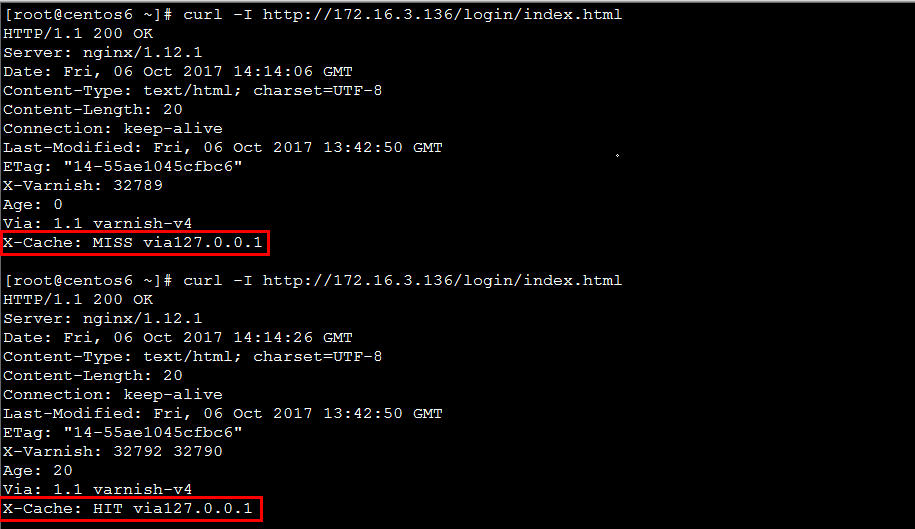 [root@centos6 ~]# curl -I http://172.16.3.136/login/index.html
HTTP/1.1 200 OK
Server: nginx/1.12.1
Date: Fri, 06 Oct 2017 14:14:06 GMT
Content-Type: text/html; charset=UTF-8
Content-Length: 20
Connection: keep-alive
Last-Modified: Fri, 06 Oct 2017 13:42:50 GMT
ETag: "14-55ae1045cfbc6"
X-Varnish: 32789
Age: 0
Via: 1.1 varnish-v4
X-Cache: MISS via127.0.0.1
[root@centos6 ~]# curl -I http://172.16.3.136/login/index.html
HTTP/1.1 200 OK
Server: nginx/1.12.1
Date: Fri, 06 Oct 2017 14:14:26 GMT
Content-Type: text/html; charset=UTF-8
Content-Length: 20
Connection: keep-alive
Last-Modified: Fri, 06 Oct 2017 13:42:50 GMT
ETag: "14-55ae1045cfbc6"
X-Varnish: 32792 32790
Age: 20
Via: 1.1 varnish-v4
X-Cache: HIT via127.0.0.1